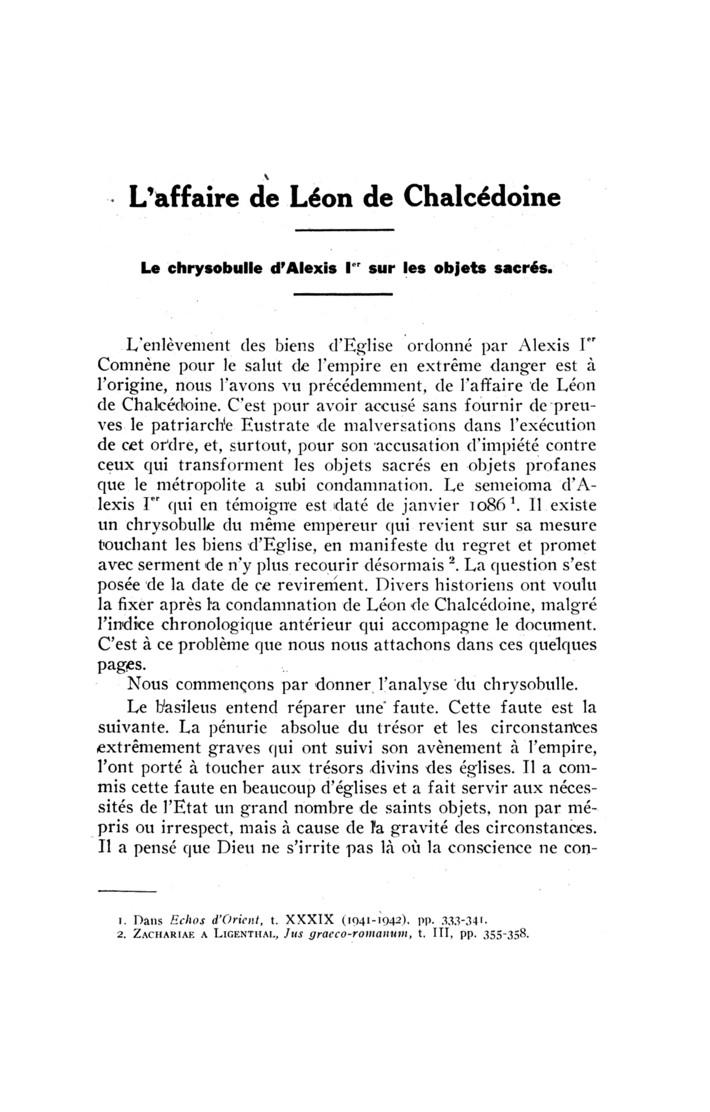 L'affaire de Léon de Chalcédoine
Le chrysobulle d'Alexis Ier sur les objets sacrés.
L'enlèvement des biens d'Eglise ordonné par Alexis Ier
Comnène pour le salut de l'empire en extrême danger est à
l'origine, nous l'avons vu précédemment, de l'affaire de Léon
de Chalcédoine. C'est pour avoir accusé sans fournir de preu-
ves le patriarche Eustrate de malversations dans l'exécution
de cet ordre, et, surtout, pour son accusation d'impiété contre
ceux qui transforment les objets sacrés en objets profanes
que le métropolite a subi condamnation. Le semeioma d'A-
lexis Ier qui en témoigne est daté de janvier 1086 1. Il existe
un chrysobulle du même empereur qui revient sur sa mesure
touchant les biens d'Eglise, en manifeste du regret et promet
avec serment de n'y plus recourir désormais 2. La question s'est
posée de la date de ce revirement. Divers historiens ont voulu
la fixer après la condamnation de Léon de Chalcédoine, malgré
l'indice chronologique antérieur qui accompagne le document.
C'est à ce problème que nous nous attachons dans ces quelques
pages.
Nous commençons par donner l'analyse du chrysobulle.
Le basileus entend réparer une faute. Cette faute est la
suivante. La pénurie absolue du trésor et les circonstances
extrêmement graves qui ont suivi son avènement à l'empire,
l'ont porté à toucher aux trésors divins des églises. Il a com-
mis cette faute en beaucoup d'églises et a fait servir aux néces-
sités de l'Etat un grand nombre de saints objets, non par mé-
pris ou irrespect, mais à cause de la gravité des circonstances.
Il a pensé que Dieu ne s'irrite pas là où la conscience ne con-
1. Dans Echos d'Orient, t. XXXIX (1941-1942), pp. 333-341.
2. ZACHARIAE A LIGENTHAL, Jus graeco-romanum, t. III, pp. 355-358.